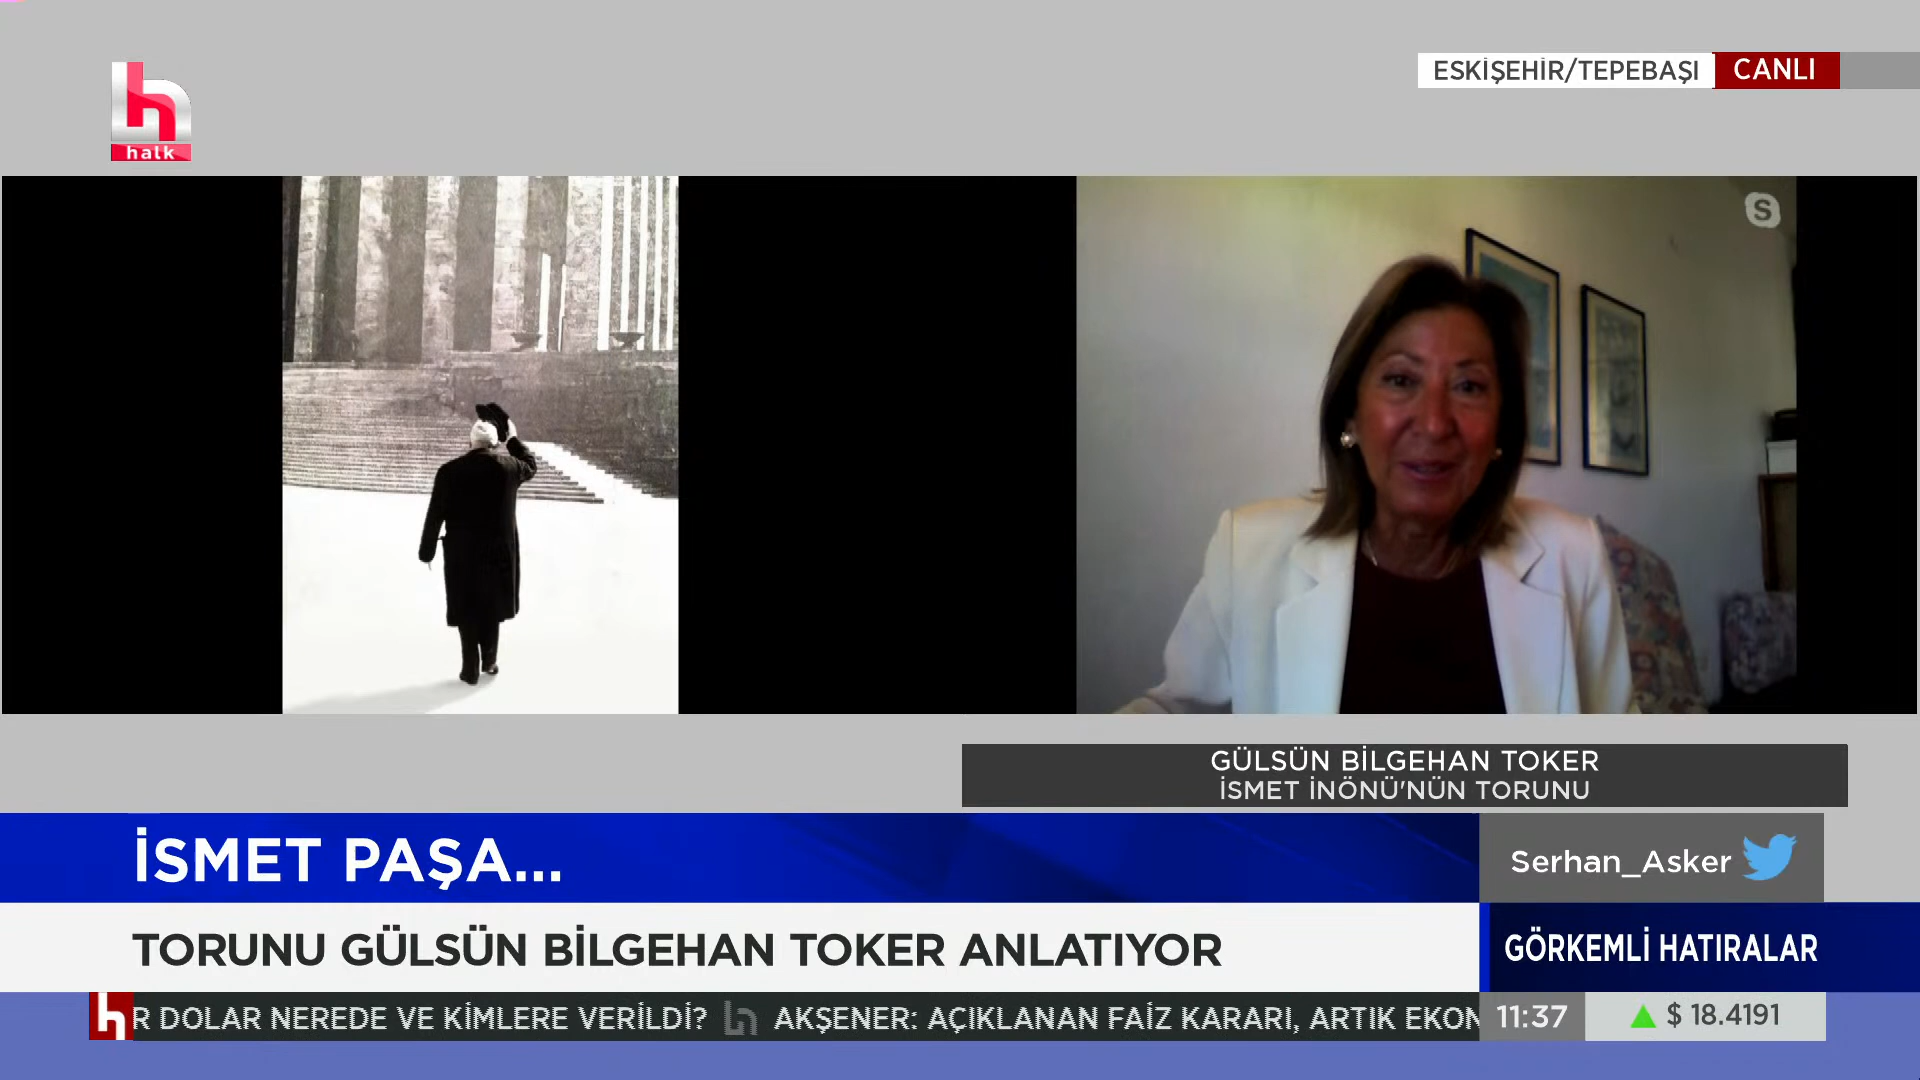 halk
ESKİŞEHİR/TEPEBAŞI
CANLI
GÜLSÜN BİLGEHAN TOKER
İSMET İNÖNÜ'NÜN TORUNU
İSMET PAŞA...
Serhan_Asker
TORUNU GÜLSÜN BİLGEHAN TOKER ANLATIYOR
GÖRKEMLİ HATIRALAR
R DOLAR NEREDE VE KİMLERE VERİLDİ? AKŞENER: AÇIKLANAN FAİZ KARARI, ARTIK EKON
11:37
$ 18.4191